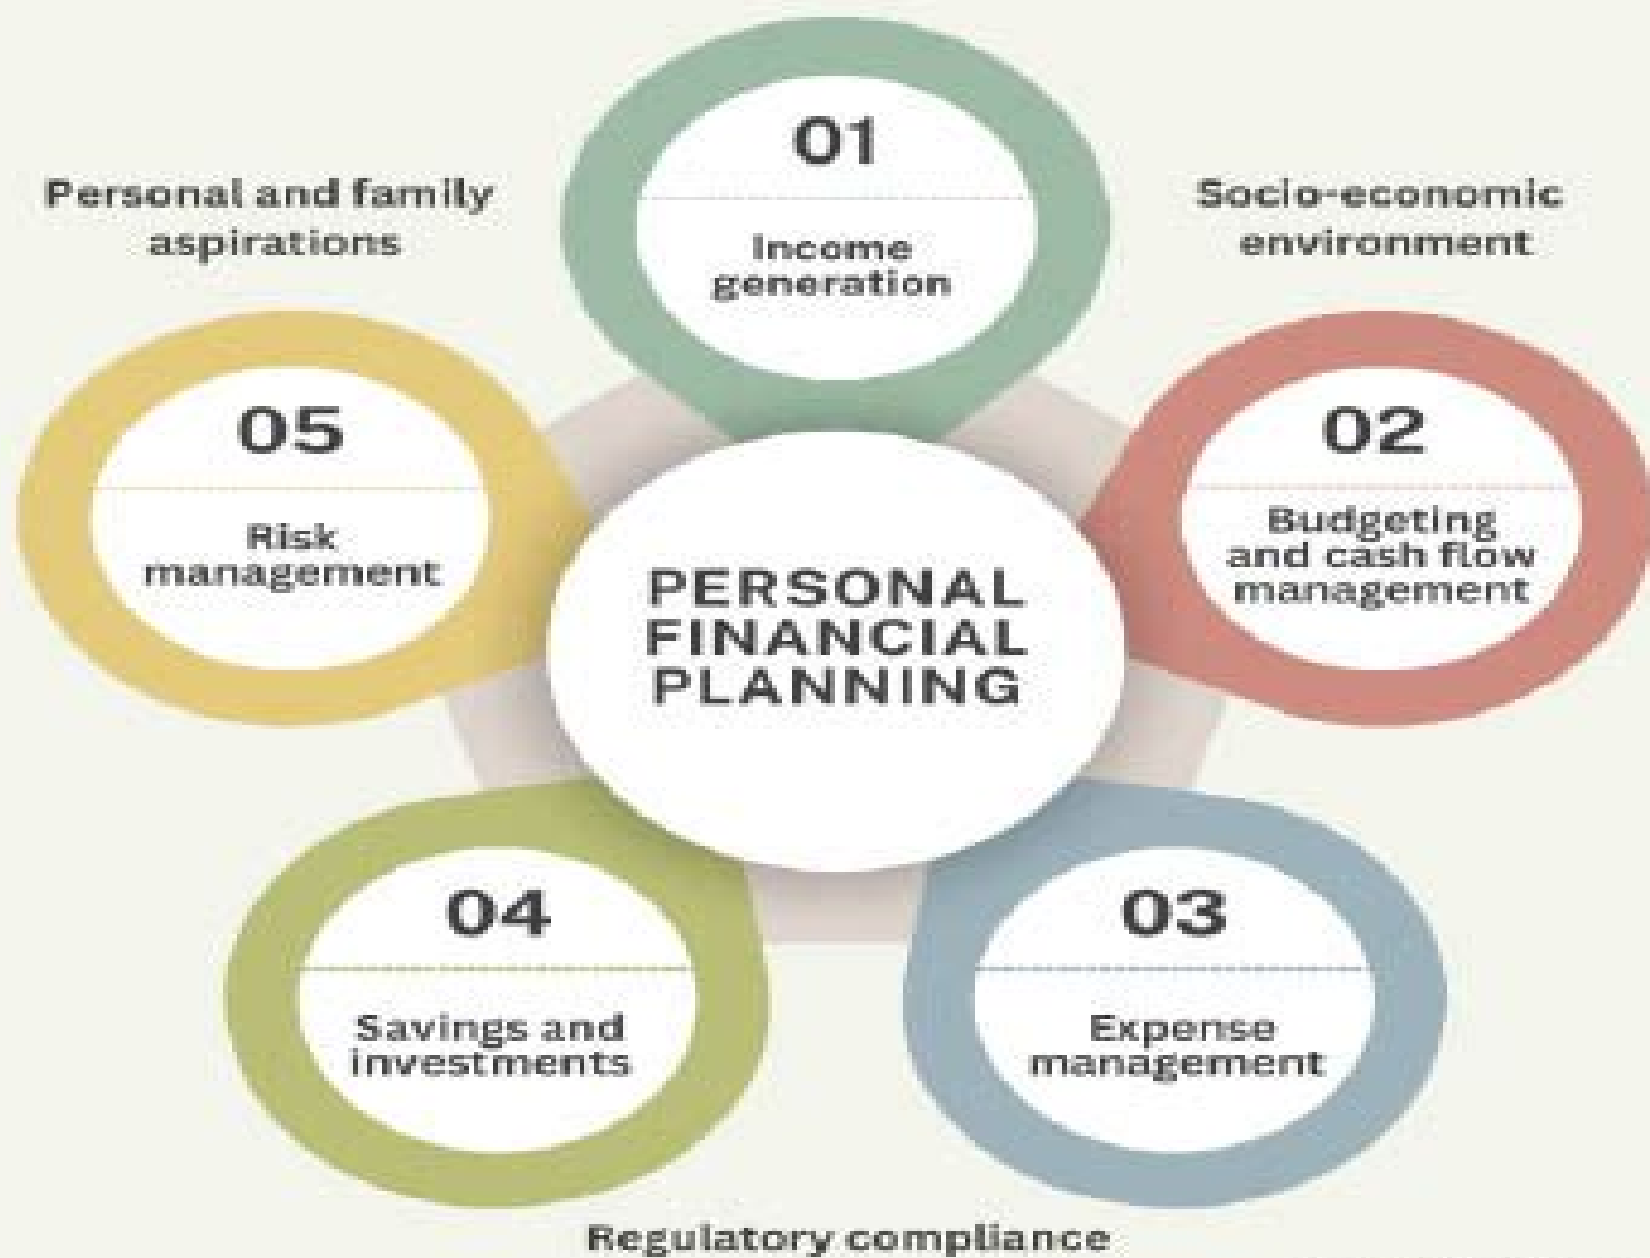 01
Income
generation
Personal and family
aspirations
Socio-economic
environment
05
Risk
management
02
Budgeting
and cash flow
management
PERSONAL
FINANCIAL
PLANNING
04
Savings and
investments
03
Expense
management
Regulatory compliance